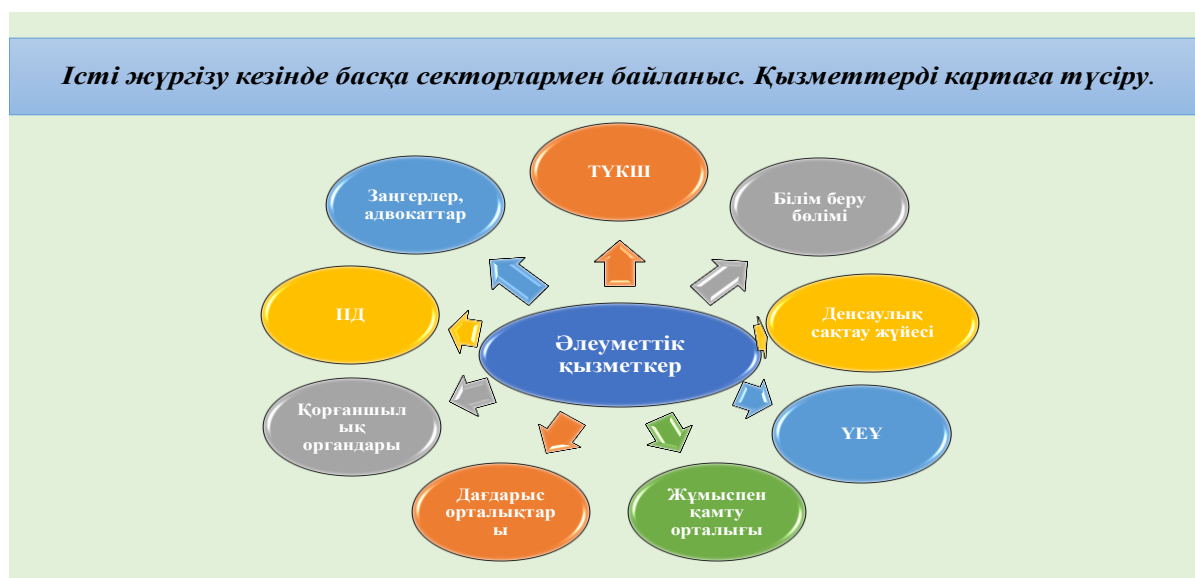 Істі жүргізу кезінде басқа секторлармен байланыс. Қызметтерді картаға түсіру.
ТҮКШ
Заңгерлер,
адвокаттар
Білім беру
бөлімі
ІІД
Әлеуметтік
қызметкер
Денсаулық
сақтау жүйесі
Қорғаншыл
ық
органдары
ҮЕҰ
Дағдарыс
орталықтар
ы
Жұмыспен
қамту
орталығы